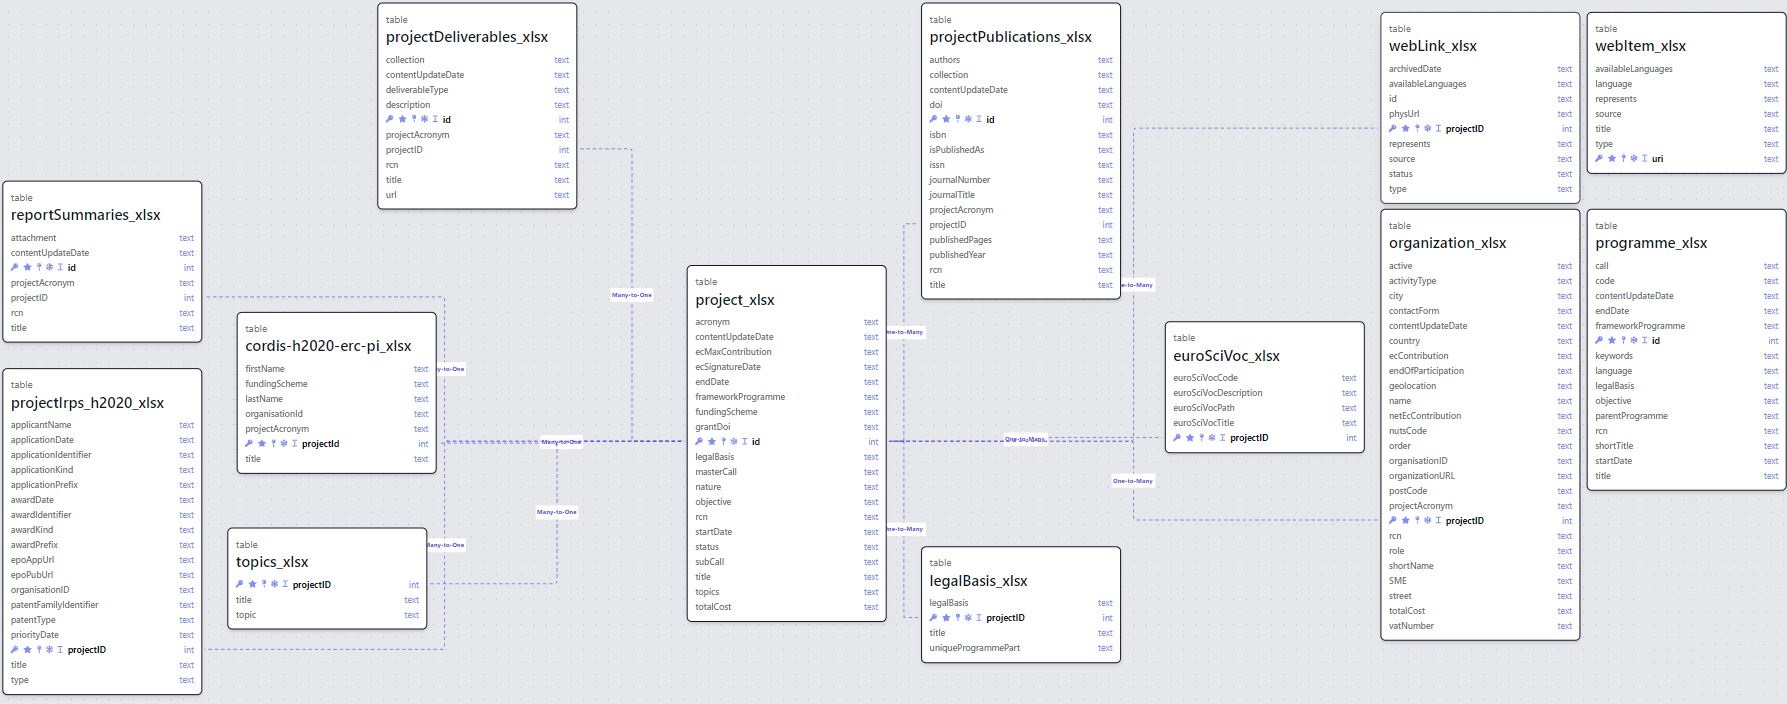 table
projectDeliverables_xlsx
collection text
contentUpdateDate text
deliverableType text
description text
id int
projectAcronym text
projectID int
rcn text
title text
url text
table
projectPublications_xlsx
authors text
collection text
contentUpdateDate text
doi text
id int
isbn text
isPublishedAs text
issn text
journalNumber text
journalTitle text
projectAcronym text
projectID int
publishedPages text
publishedYear text
rcn text
title text
table
webLink_xlsx
archivedDate text
availableLanguages text
id text
physUrl text
projectID int
represents text
source text
status text
type text
table
webItem_xlsx
availableLanguages text
language text
represents text
source text
title text
type text
uri text
table
reportSummaries_xlsx
attachment text
contentUpdateDate text
id int
projectAcronym text
projectID int
rcn text
title text
table
cordis-h2020-erc-pi_xlsx
firstName text
fundingScheme text
lastName text
organisationId text
projectAcronym text
projectId int
title text
table
projectIrps_h2020_xlsx
applicantName text
applicationDate text
applicationIdentifier text
applicationKind text
applicationPrefix text
awardDate text
awardIdentifier text
awardKind text
awardPrefix text
epoAppUrl text
epoPubUrl text
organisationID text
patentFamilyIdentifier text
patentType text
priorityDate text
projectID int
title text
type text
table
topics_xlsx
projectID int
title text
topic text
Many-to-One
y-to-One
Many-to-One
Many-to-One
Many-to-One
table
project_xlsx
acronym text
contentUpdateDate text
ecMaxContribution text
ecSignatureDate text
endDate text
frameworkProgramme text
fundingScheme text
grantDoi text
id int
legalBasis text
masterCall text
nature text
objective text
rcn text
startDate text
status text
subCall text
title text
topics text
totalCost text
ne-to-Many
One-to-Many
ne-to-Many
e-to-Many
One-to-Many
table
legalBasis_xlsx
legalBasis text
projectID int
title text
uniqueProgrammePart text
table
euroSciVoc_xlsx
euroSciVocCode text
euroSciVocDescription text
euroSciVocPath text
euroSciVocTitle text
projectID int
table
organization_xlsx
active text
activityType text
city text
contactForm text
contentUpdateDate text
country text
ecContribution text
endOfParticipation text
geolocation text
name text
netEcContribution text
nutsCode text
order text
organisationID text
organizationURL text
postCode text
projectAcronym text
projectID int
rcn text
role text
shortName text
SME text
street text
totalCost text
vatNumber text
table
programme_xlsx
call text
code text
contentUpdateDate text
endDate text
frameworkProgramme text
id int
keywords text
language text
legalBasis text
objective text
parentProgramme text
rcn text
shortTitle text
startDate text
title text